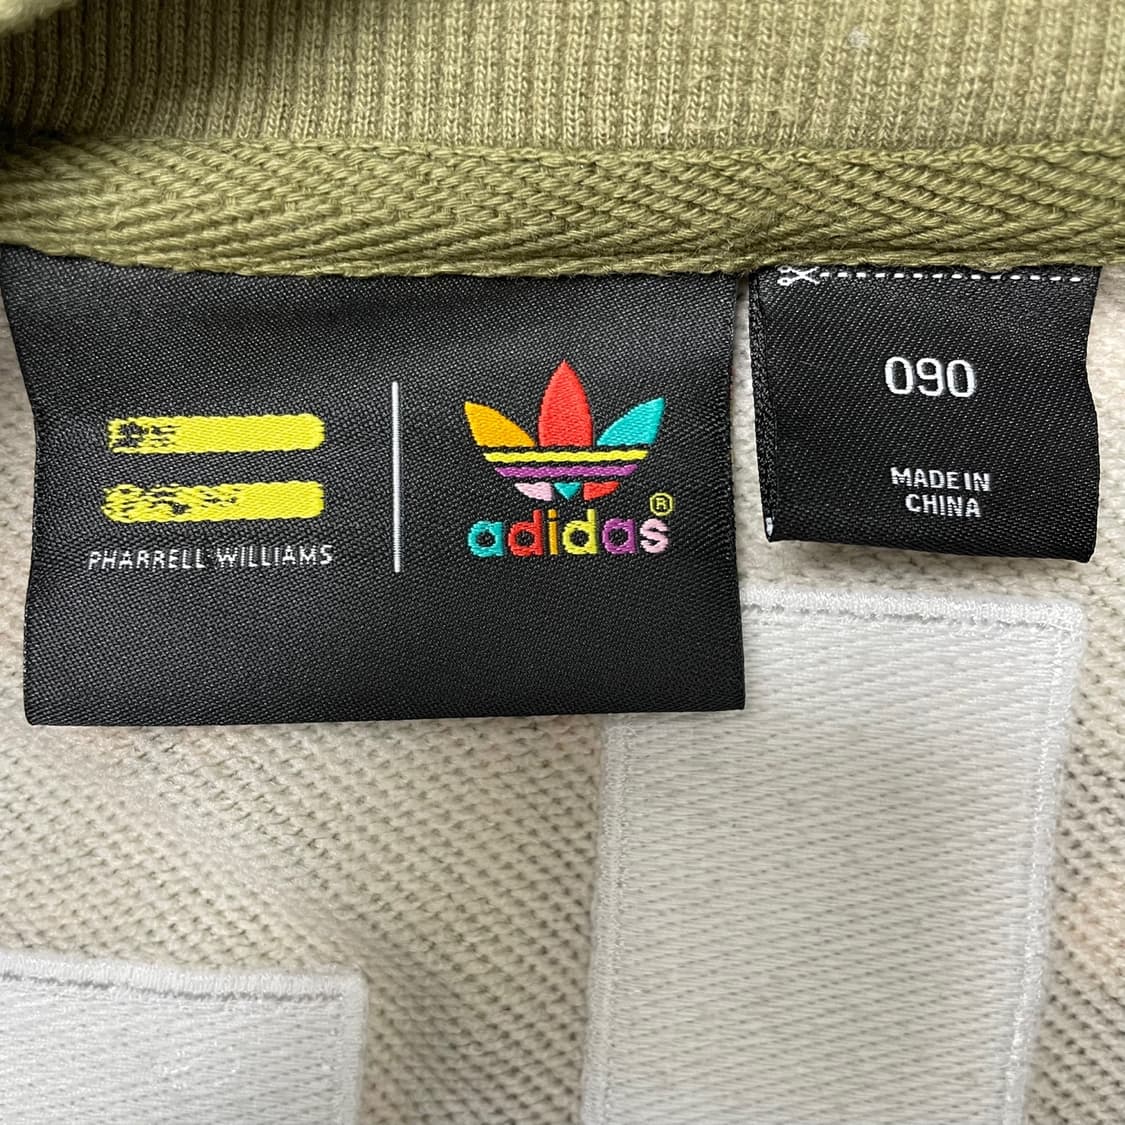 PHARRELL WILLIAMS
adidas®
090
MADE IN
CHINA